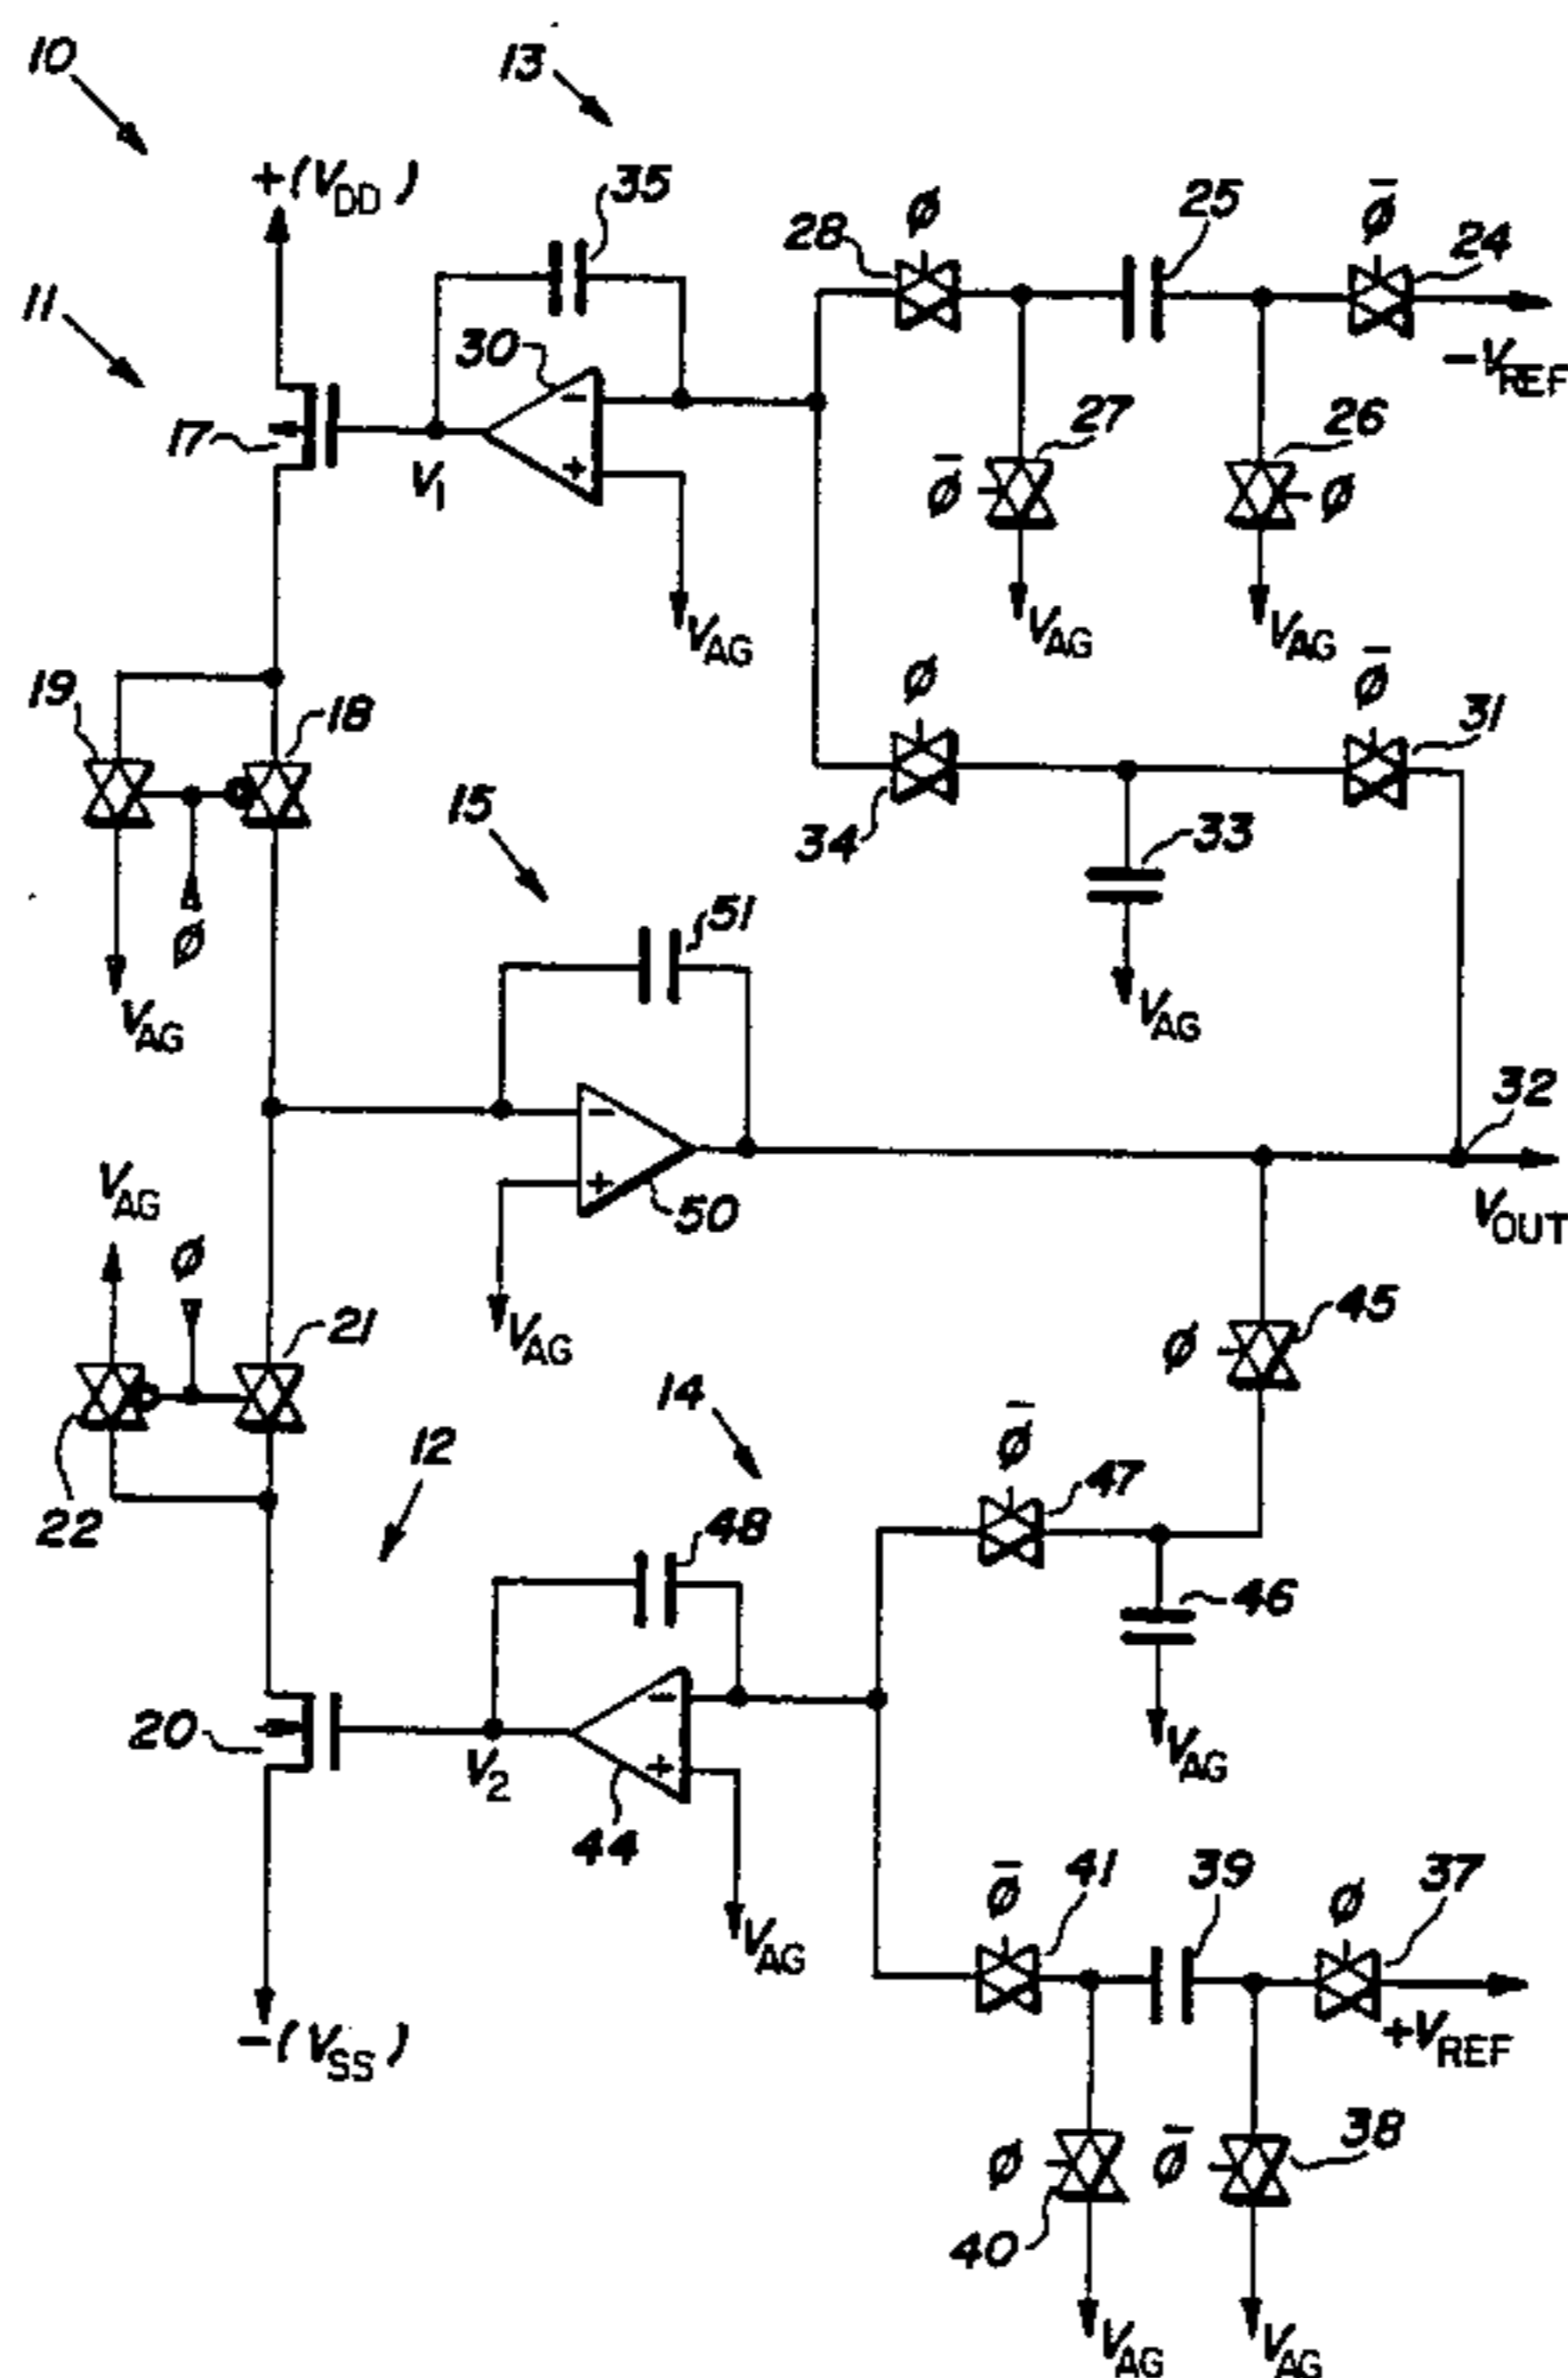 10
13
+(VDD)
35
28
ø
25
ø̅
24
11
30
-
+
-VREF
17
V1
27
26
ø̅
ø
VAG
VAG
VAG
19
18
ø
ø̅
31
15
34
33
ø
51
VAG
VAG
-
+
50
32
VOUT
VAG
ø
VAG
21
ø
45
14
22
12
ø̅
47
48
46
20
V2
-
+
44
VAG
VAG
ø̅
41
39
ø
37
-(VSS)
+VREF
ø
40
ø̅
38
VAG
VAG